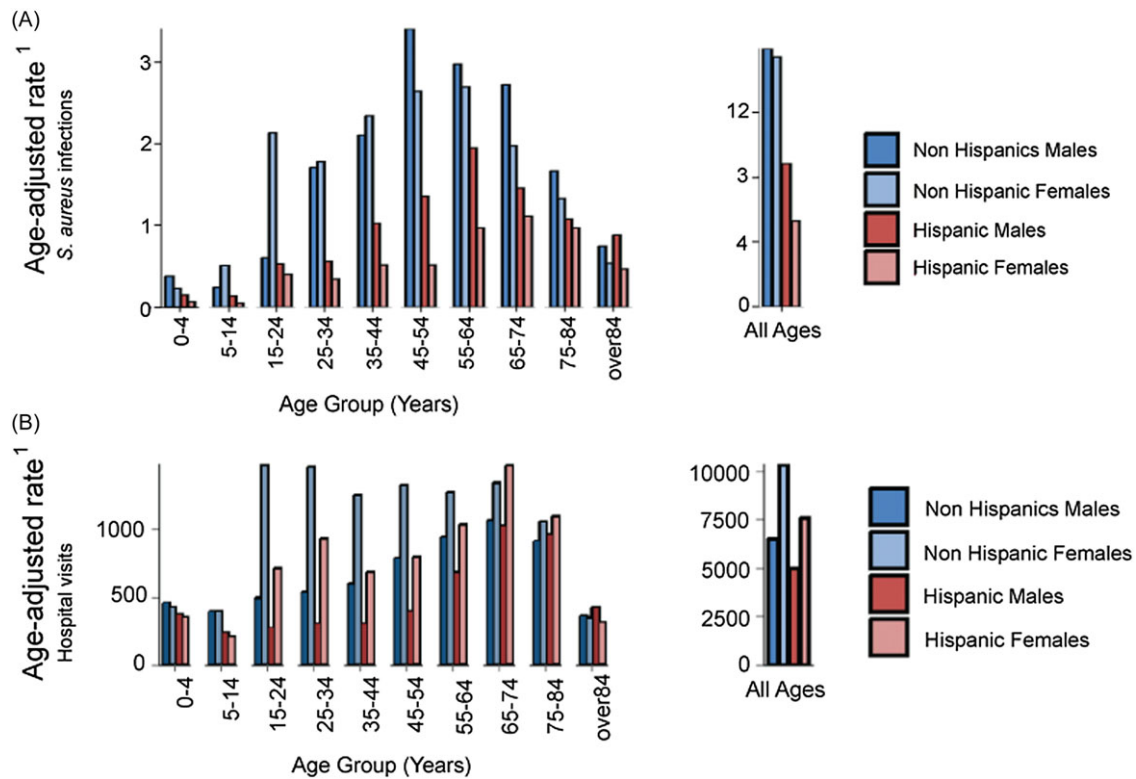 (A)
Age-adjusted rate 1
S. aureus infections
3
2
1
0
0-4
5-14
15-24
25-34
35-44
45-54
55-64
65-74
75-84
over84
Age Group (Years)
12
3
4
0
All Ages
Non Hispanics Males
Non Hispanic Females
Hispanic Males
Hispanic Females
(B)
Age-adjusted rate 1
Hospital visits
1000
500
0
0-4
5-14
15-24
25-34
35-44
45-54
55-64
65-74
75-84
over84
Age Group (Years)
10000
7500
5000
2500
0
All Ages
Non Hispanics Males
Non Hispanic Females
Hispanic Males
Hispanic Females